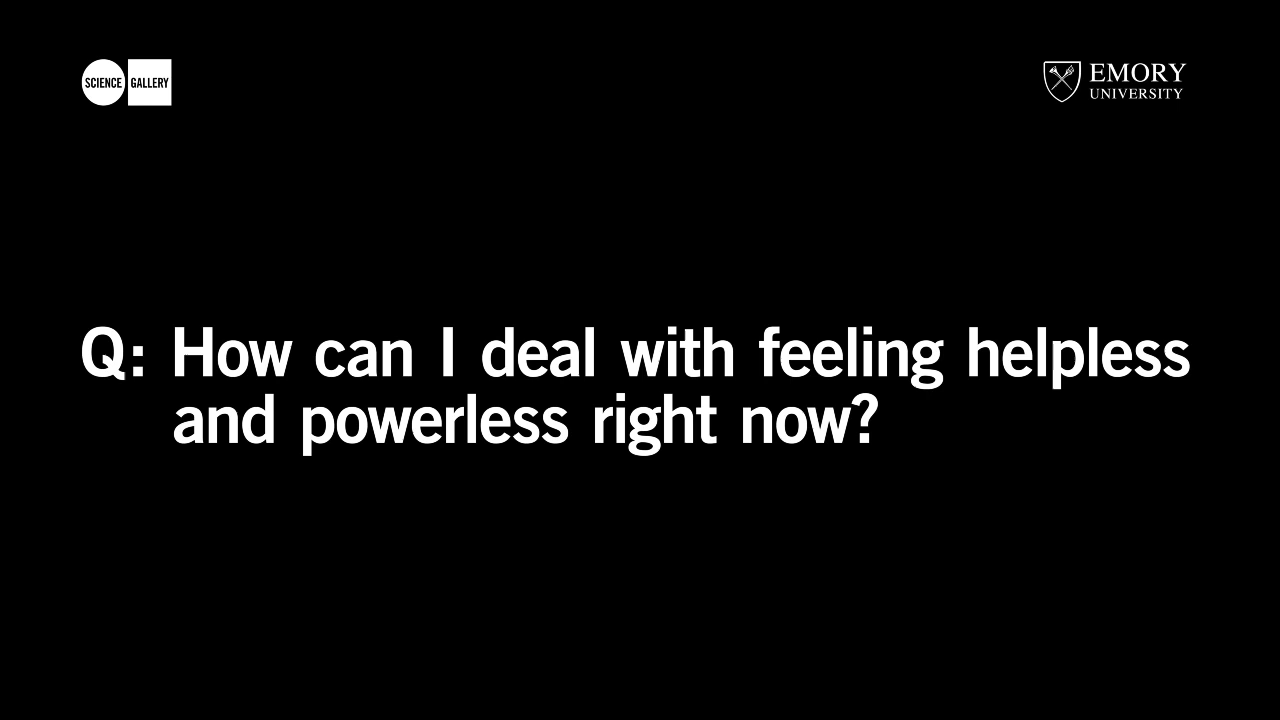 SCIENCE GALLERY
EMORY
UNIVERSITY
Q: How can I deal with feeling helpless
and powerless right now?